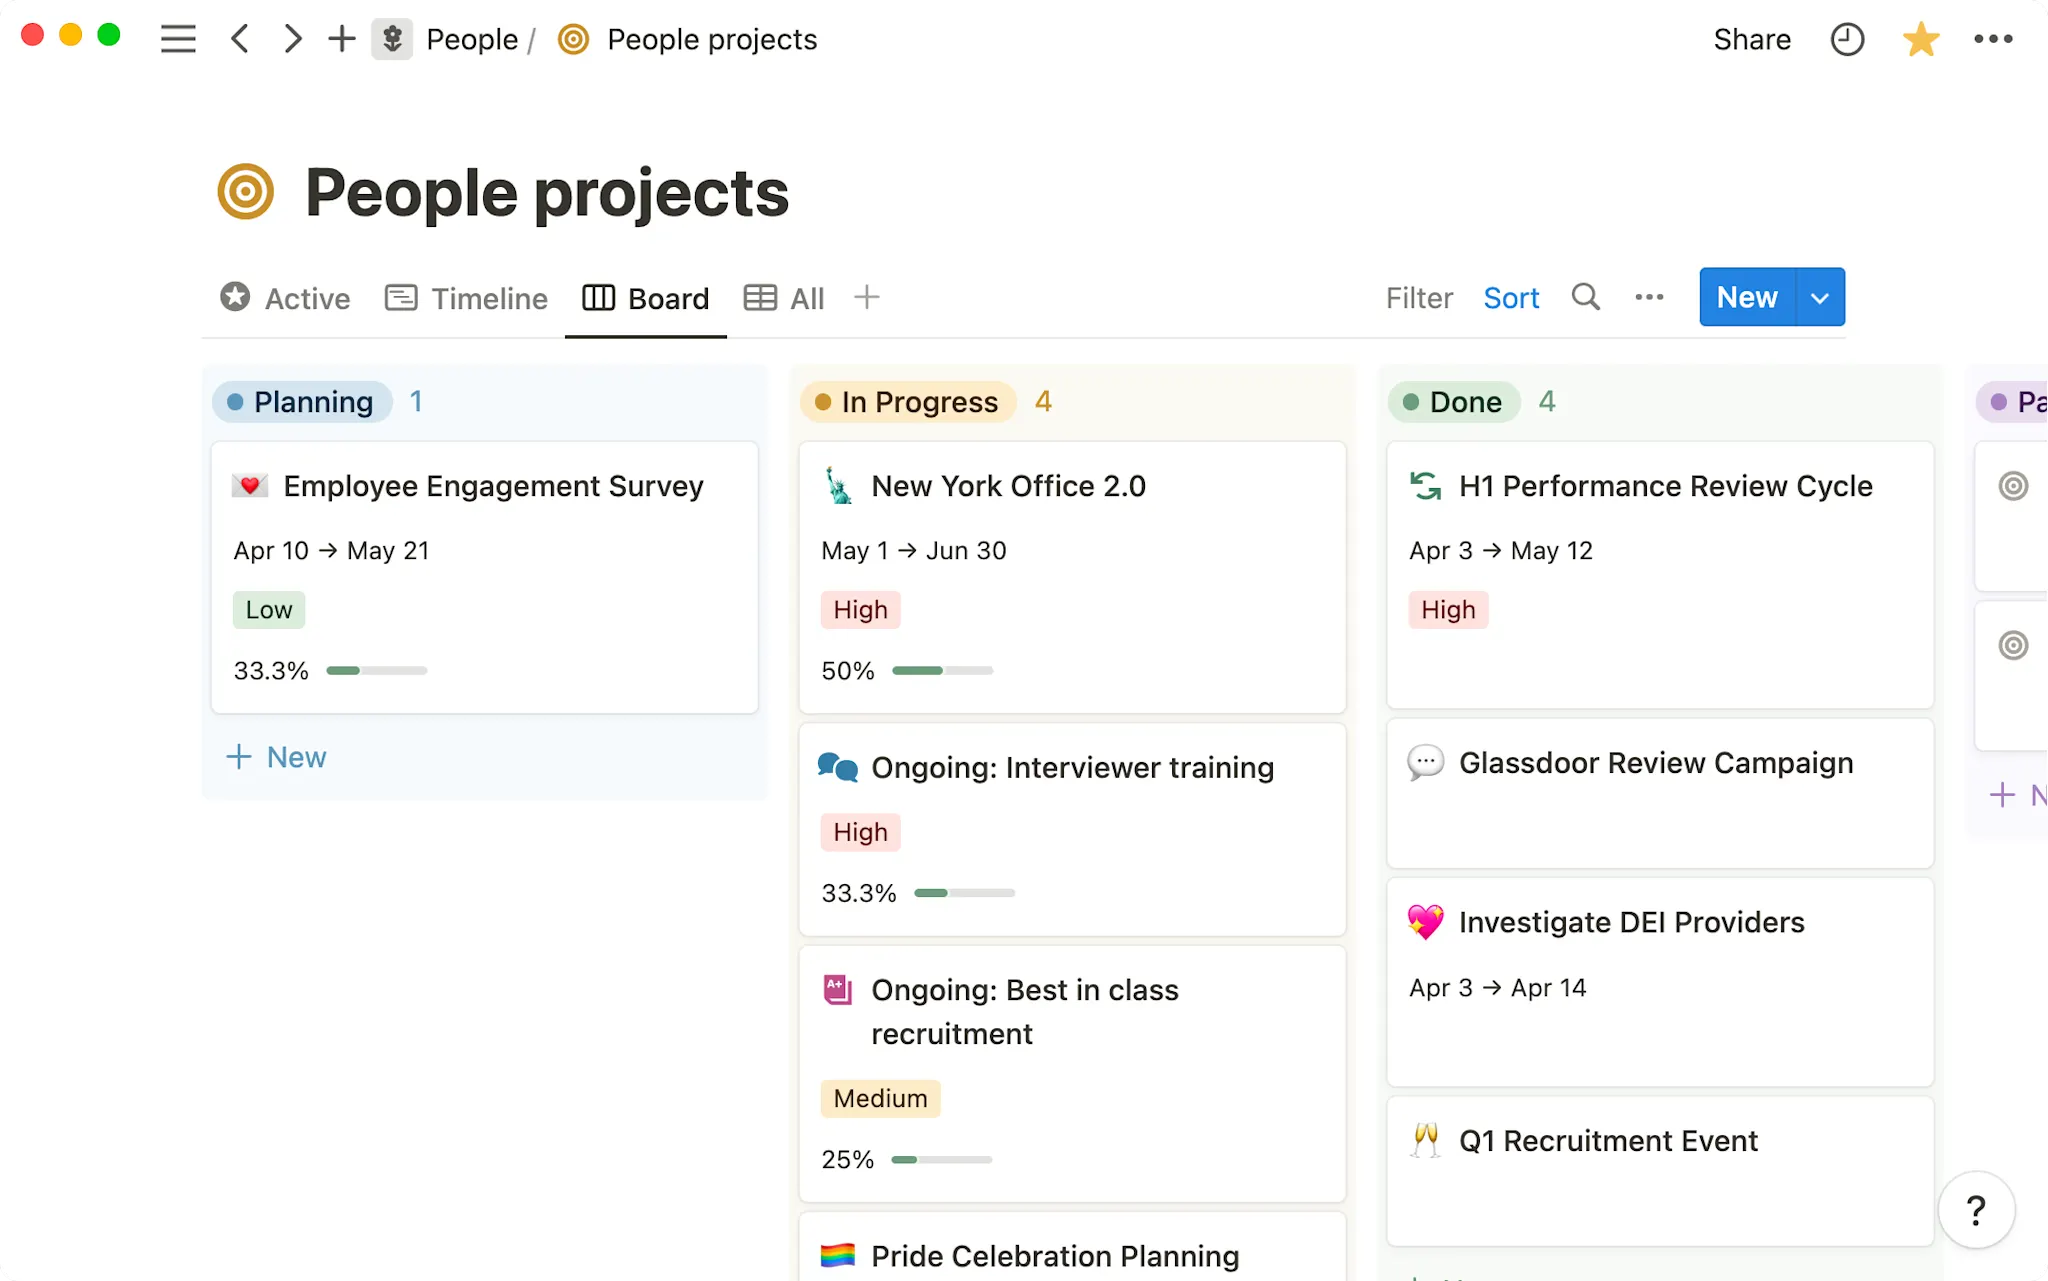 People / People projects
Share
People projects
Active
Timeline
Board
All
Filter
Sort
New
Planning 1
Employee Engagement Survey
Apr 10 → May 21
Low
33.3%
+ New
In Progress 4
New York Office 2.0
May 1 → Jun 30
High
50%
Ongoing: Interviewer training
High
33.3%
Ongoing: Best in class
recruitment
Medium
25%
Pride Celebration Planning
Done 4
H1 Performance Review Cycle
Apr 3 → May 12
High
Glassdoor Review Campaign
Investigate DEI Providers
Apr 3 → Apr 14
Q1 Recruitment Event
?